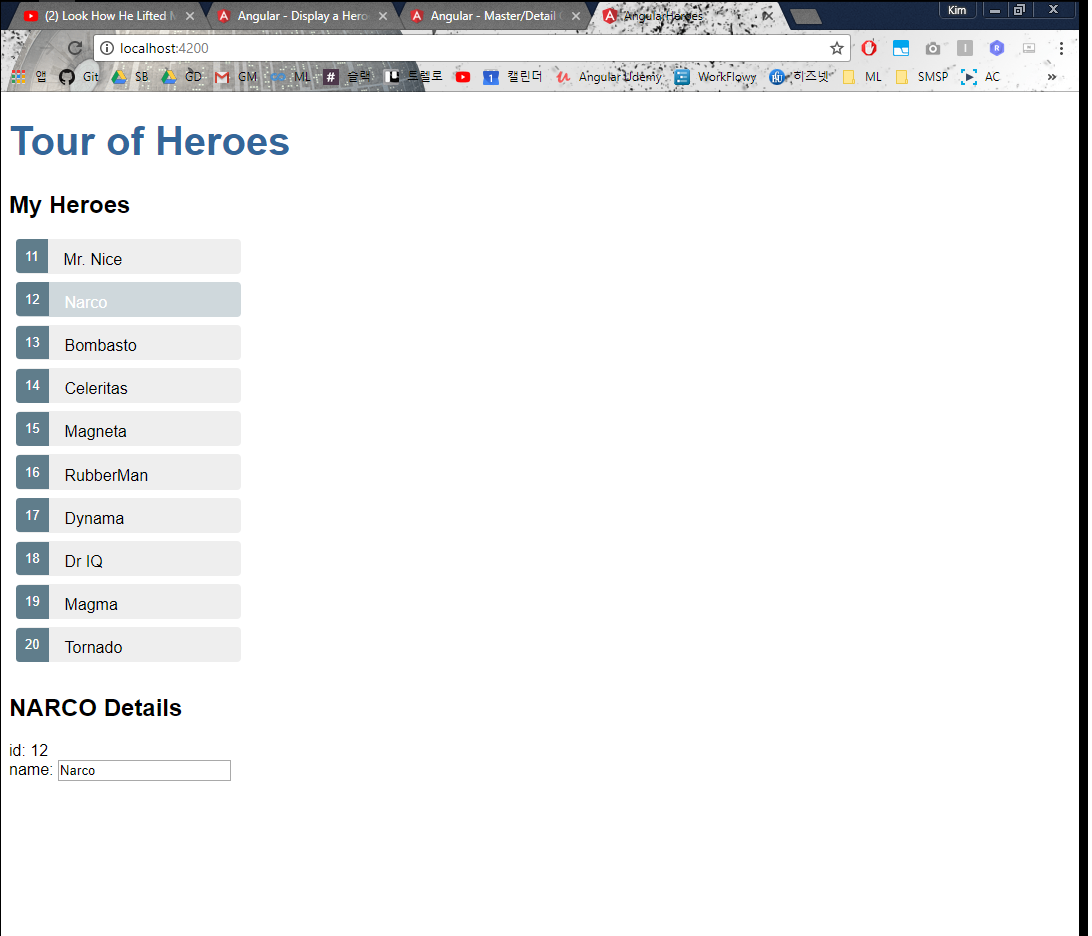 (2) Look How He Lifted Angular - Display a Hero Angular - Master/Detail AngularHeroes Kim
localhost:4200
앱 Git SB GD GM ML 슬랙 트렐로 캘린더 Angular Udemy WorkFlowy 히즈넷 ML SMSP AC »
Tour of Heroes
My Heroes
11 Mr. Nice
12 Narco
13 Bombasto
14 Celeritas
15 Magneta
16 RubberMan
17 Dynama
18 Dr IQ
19 Magma
20 Tornado
NARCO Details
id: 12
name: Narco